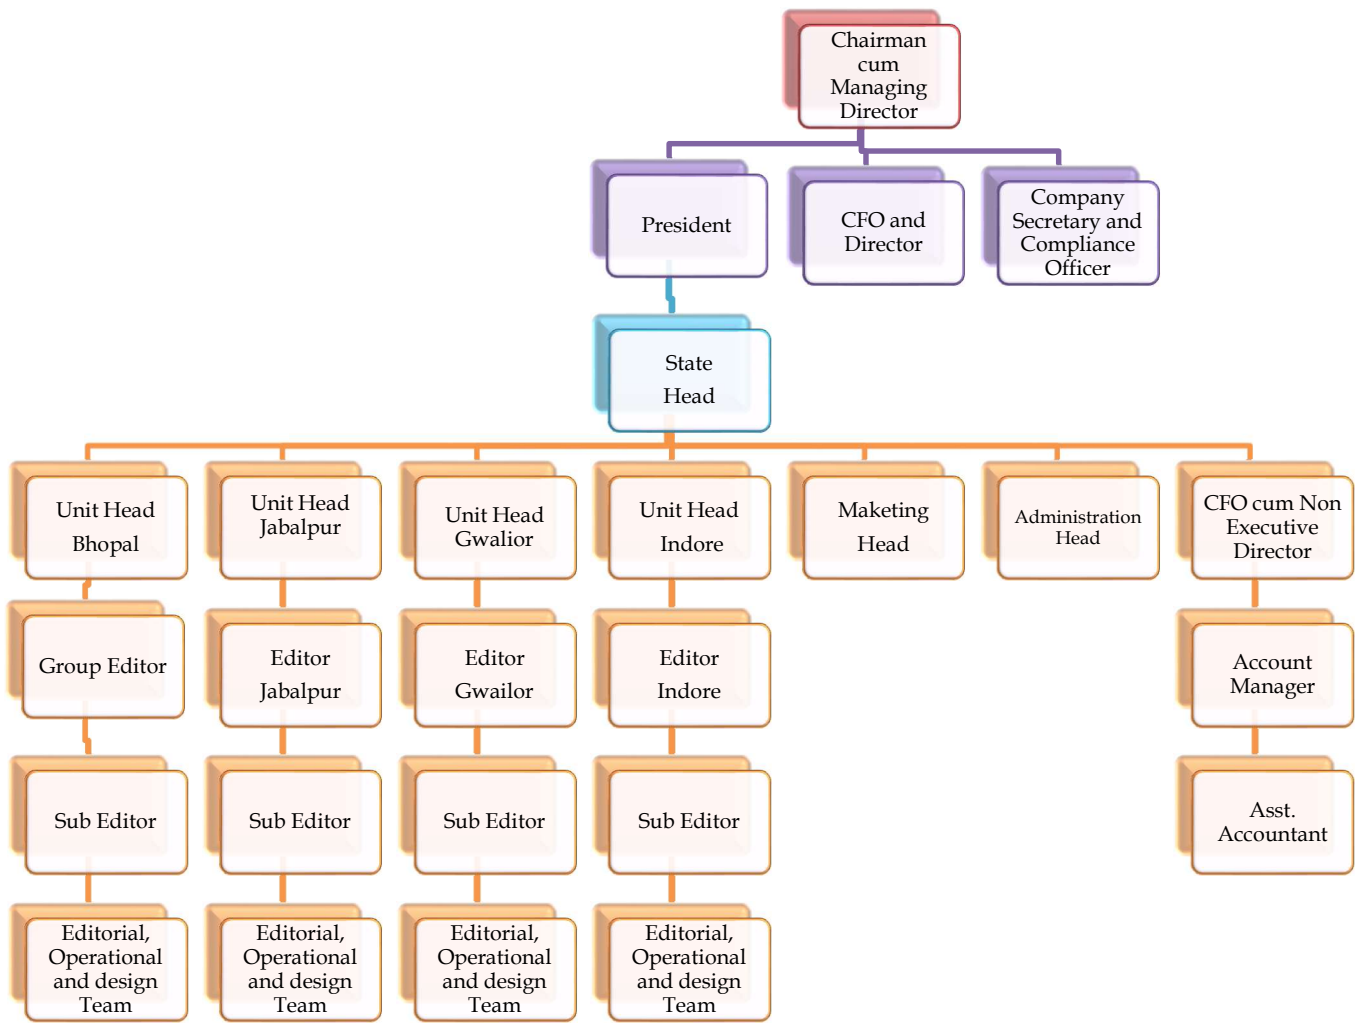 Chairman
cum
Managing
Director
President
CFO and
Director
Company
Secretary and
Compliance
Officer
State
Head
Unit Head
Bhopal
Unit Head
Jabalpur
Unit Head
Gwalior
Unit Head
Indore
Maketing
Head
Administration
Head
CFO cum Non
Executive
Director
Group Editor
Editor
Jabalpur
Editor
Gwailor
Editor
Indore
Account
Manager
Sub Editor
Sub Editor
Sub Editor
Sub Editor
Asst.
Accountant
Editorial,
Operational
and design
Team
Editorial,
Operational
and design
Team
Editorial,
Operational
and design
Team
Editorial,
Operational
and design
Team